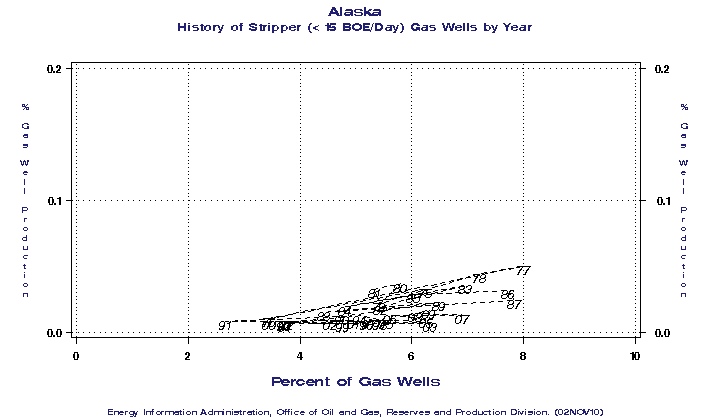 Alaska
History of Stripper (< 15 BOE/Day) Gas Wells by Year
0.2 0.2
% Gas Well Production
% Gas Well Production
0.1 0.1
77
78
80
81
83
86
87
89
07
91
0.0 0.0
0 2 4 6 8 10
Percent of Gas Wells
Energy Information Administration, Office of Oil and Gas, Reserves and Production Division. (02NOV10)